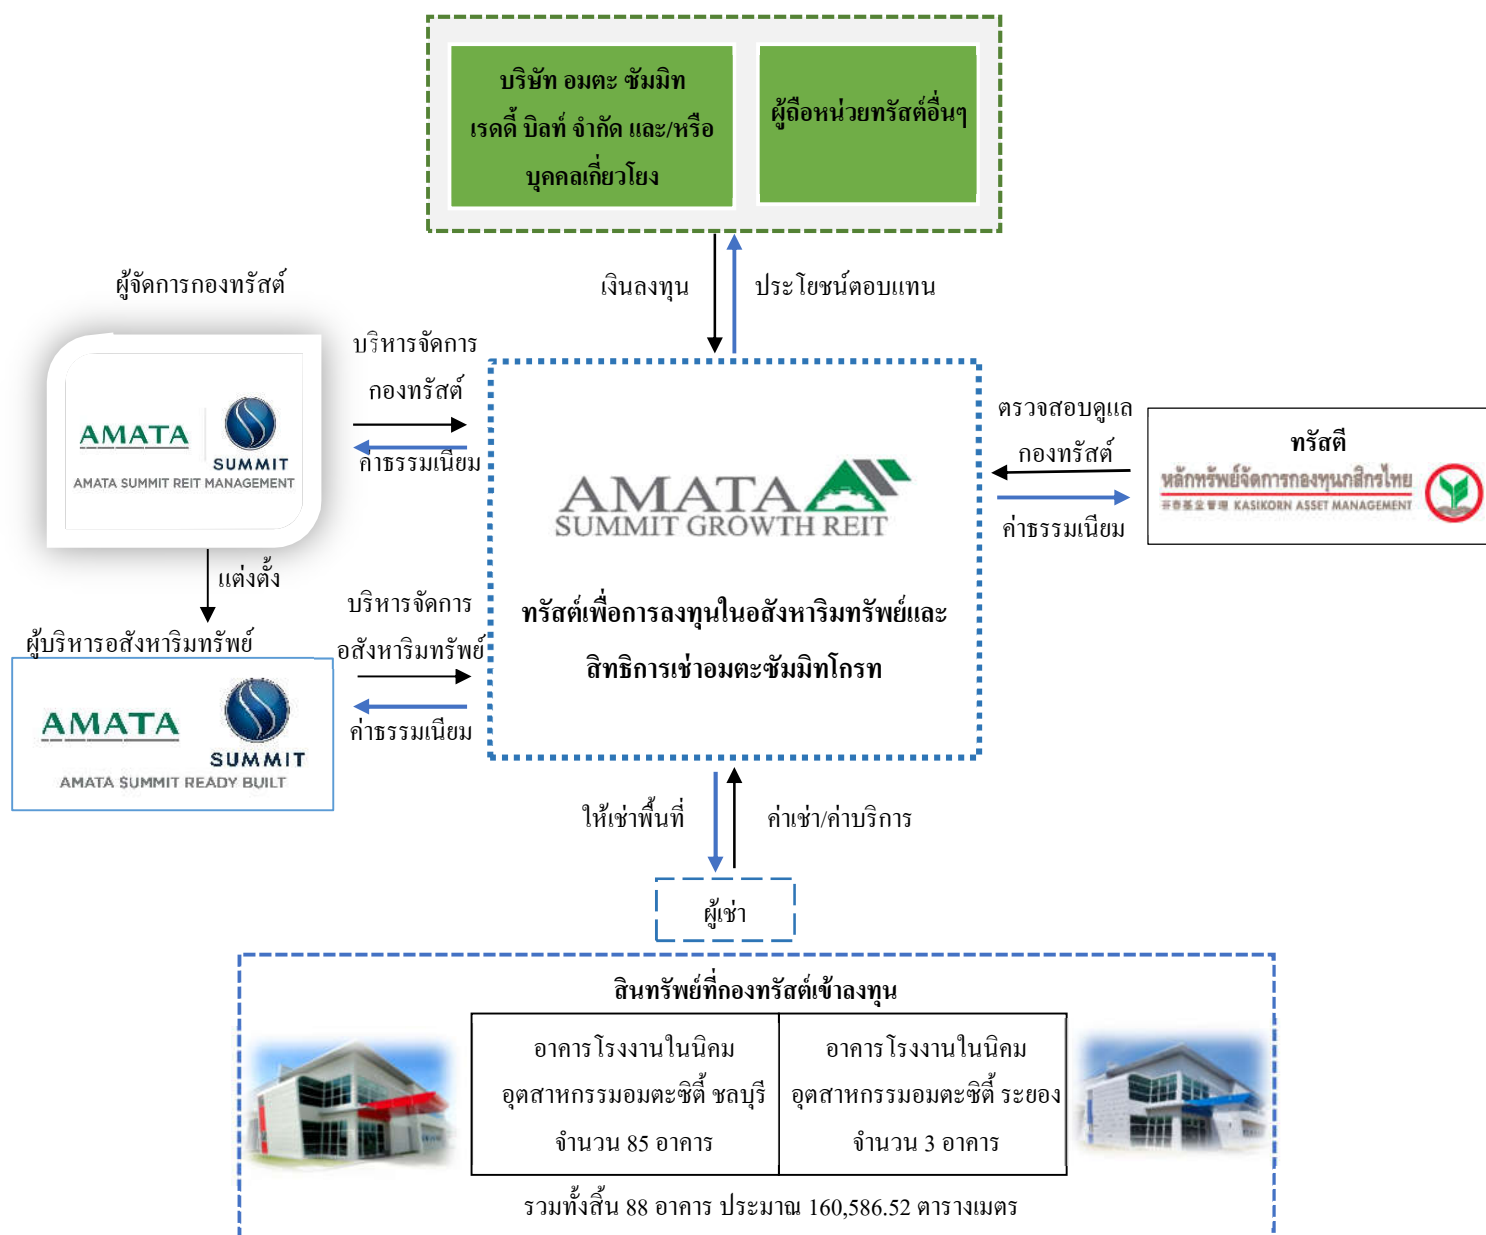 บริษัท อมตะ ซัมมิท
เรดดี้ บิลท์ จำกัด และ/หรือ
บุคคลเกี่ยวโยง
ผู้ถือหน่วยทรัสต์อื่นๆ
เงินลงทุน
ประโยชน์ตอบแทน
ผู้จัดการกองทรัสต์
AMATA
SUMMIT
AMATA SUMMIT REIT MANAGEMENT
บริหารจัดการ
กองทรัสต์
ค่าธรรมเนียม
แต่งตั้ง
ผู้บริหารอสังหาริมทรัพย์
AMATA
SUMMIT
AMATA SUMMIT READY BUILT
บริหารจัดการ
อสังหาริมทรัพย์
ค่าธรรมเนียม
AMATA
SUMMIT GROWTH REIT
ทรัสต์เพื่อการลงทุนในอสังหาริมทรัพย์และ
สิทธิการเช่าอมตะซัมมิทโกรท
ตรวจสอบดูแล
กองทรัสต์
ค่าธรรมเนียม
ทรัสตี
หลักทรัพย์จัดการกองทุนกสิกรไทย
KASIKORN ASSET MANAGEMENT
ให้เช่าพื้นที่
ค่าเช่า/ค่าบริการ
ผู้เช่า
สินทรัพย์ที่กองทรัสต์เข้าลงทุน
อาคารโรงงานในนิคม
อุตสาหกรรมอมตะซิตี้ ชลบุรี
จำนวน 85 อาคาร
อาคารโรงงานในนิคม
อุตสาหกรรมอมตะซิตี้ ระยอง
จำนวน 3 อาคาร
รวมทั้งสิ้น 88 อาคาร ประมาณ 160,586.52 ตารางเมตร